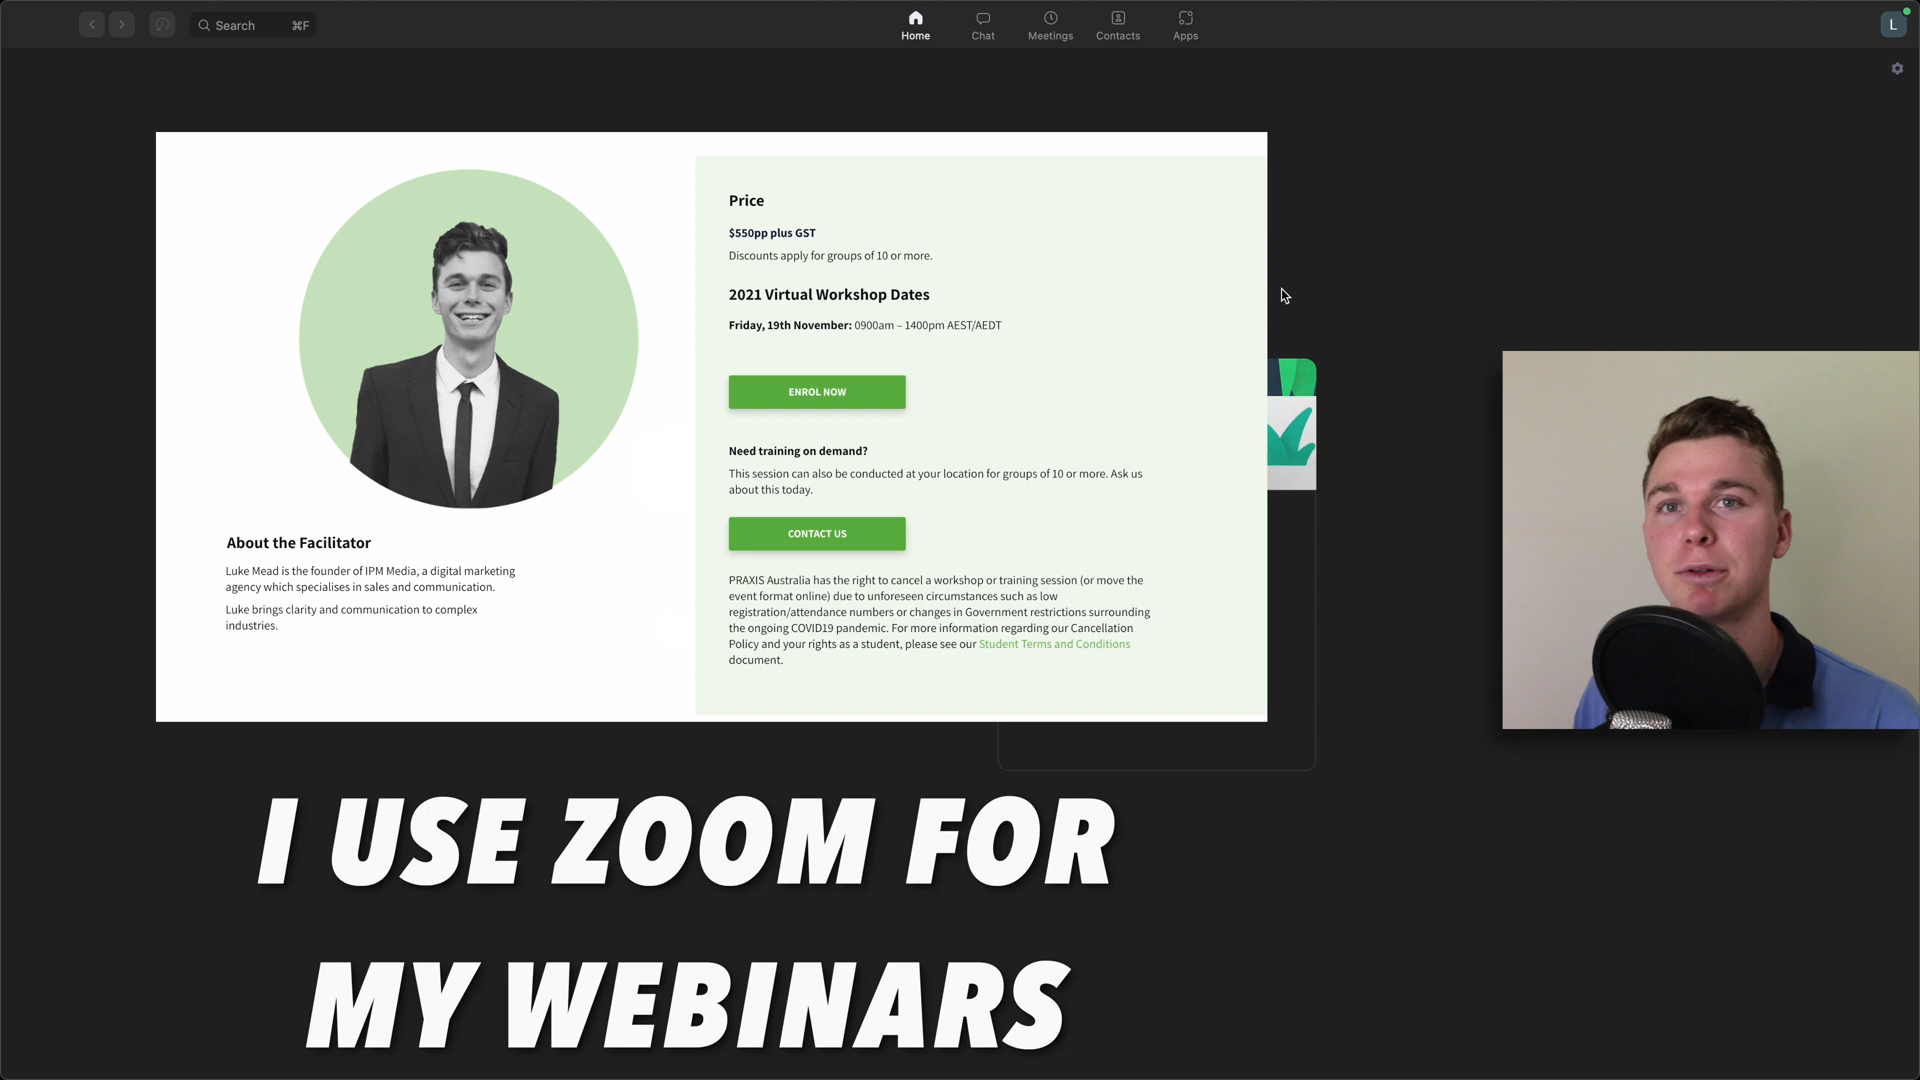 Search ⌘F
Home
Chat
Meetings
Contacts
Apps
L
Price
$550pp plus GST
Discounts apply for groups of 10 or more.
2021 Virtual Workshop Dates
Friday, 19th November: 0900am – 1400pm AEST/AEDT
ENROL NOW
Need training on demand?
This session can also be conducted at your location for groups of 10 or more. Ask us
about this today.
CONTACT US
PRAXIS Australia has the right to cancel a workshop or training session (or move the
event format online) due to unforeseen circumstances such as low
registration/attendance numbers or changes in Government restrictions surrounding
the ongoing COVID19 pandemic. For more information regarding our Cancellation
Policy and your rights as a student, please see our Student Terms and Conditions
document.
About the Facilitator
Luke Mead is the founder of IPM Media, a digital marketing
agency which specialises in sales and communication.
Luke brings clarity and communication to complex
industries.
I USE ZOOM FOR
MY WEBINARS